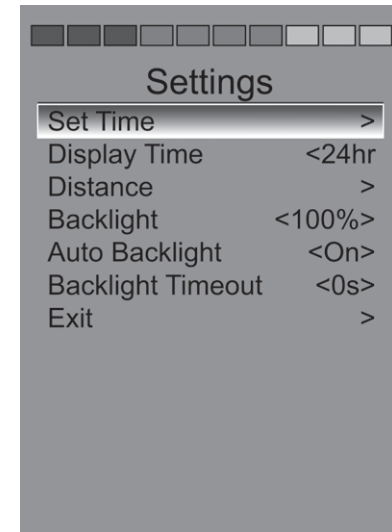 Settings
Set Time >
Display Time <24hr
Distance >
Backlight <100%>
Auto Backlight <On>
Backlight Timeout <0s>
Exit >